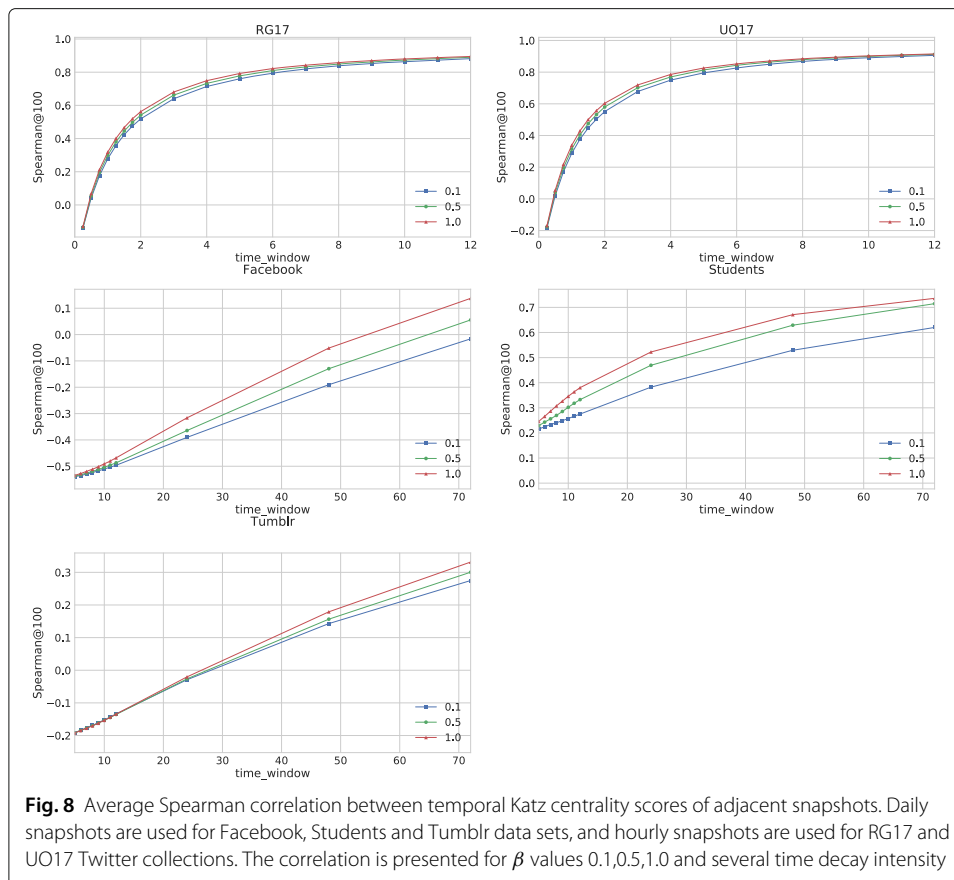 RG17
Spearman@100
1.0
0.8
0.6
0.4
0.2
0.0
0.1
0.5
1.0
0 2 4 6 8 10 12
time_window
UO17
Spearman@100
1.0
0.8
0.6
0.4
0.2
0.0
−0.2
0.1
0.5
1.0
0 2 4 6 8 10 12
time_window
Facebook
Spearman@100
0.1
0.0
−0.1
−0.2
−0.3
−0.4
−0.5
0.1
0.5
1.0
10 20 30 40 50 60 70
time_window
Students
Spearman@100
0.7
0.6
0.5
0.4
0.3
0.2
0.1
0.0
0.1
0.5
1.0
10 20 30 40 50 60 70
time_window
Tumblr
Spearman@100
0.3
0.2
0.1
0.0
−0.1
−0.2
0.1
0.5
1.0
10 20 30 40 50 60 70
time_window
Fig. 8 Average Spearman correlation between temporal Katz centrality scores of adjacent snapshots. Daily
snapshots are used for Facebook, Students and Tumblr data sets, and hourly snapshots are used for RG17 and
UO17 Twitter collections. The correlation is presented for β values 0.1,0.5,1.0 and several time decay intensity